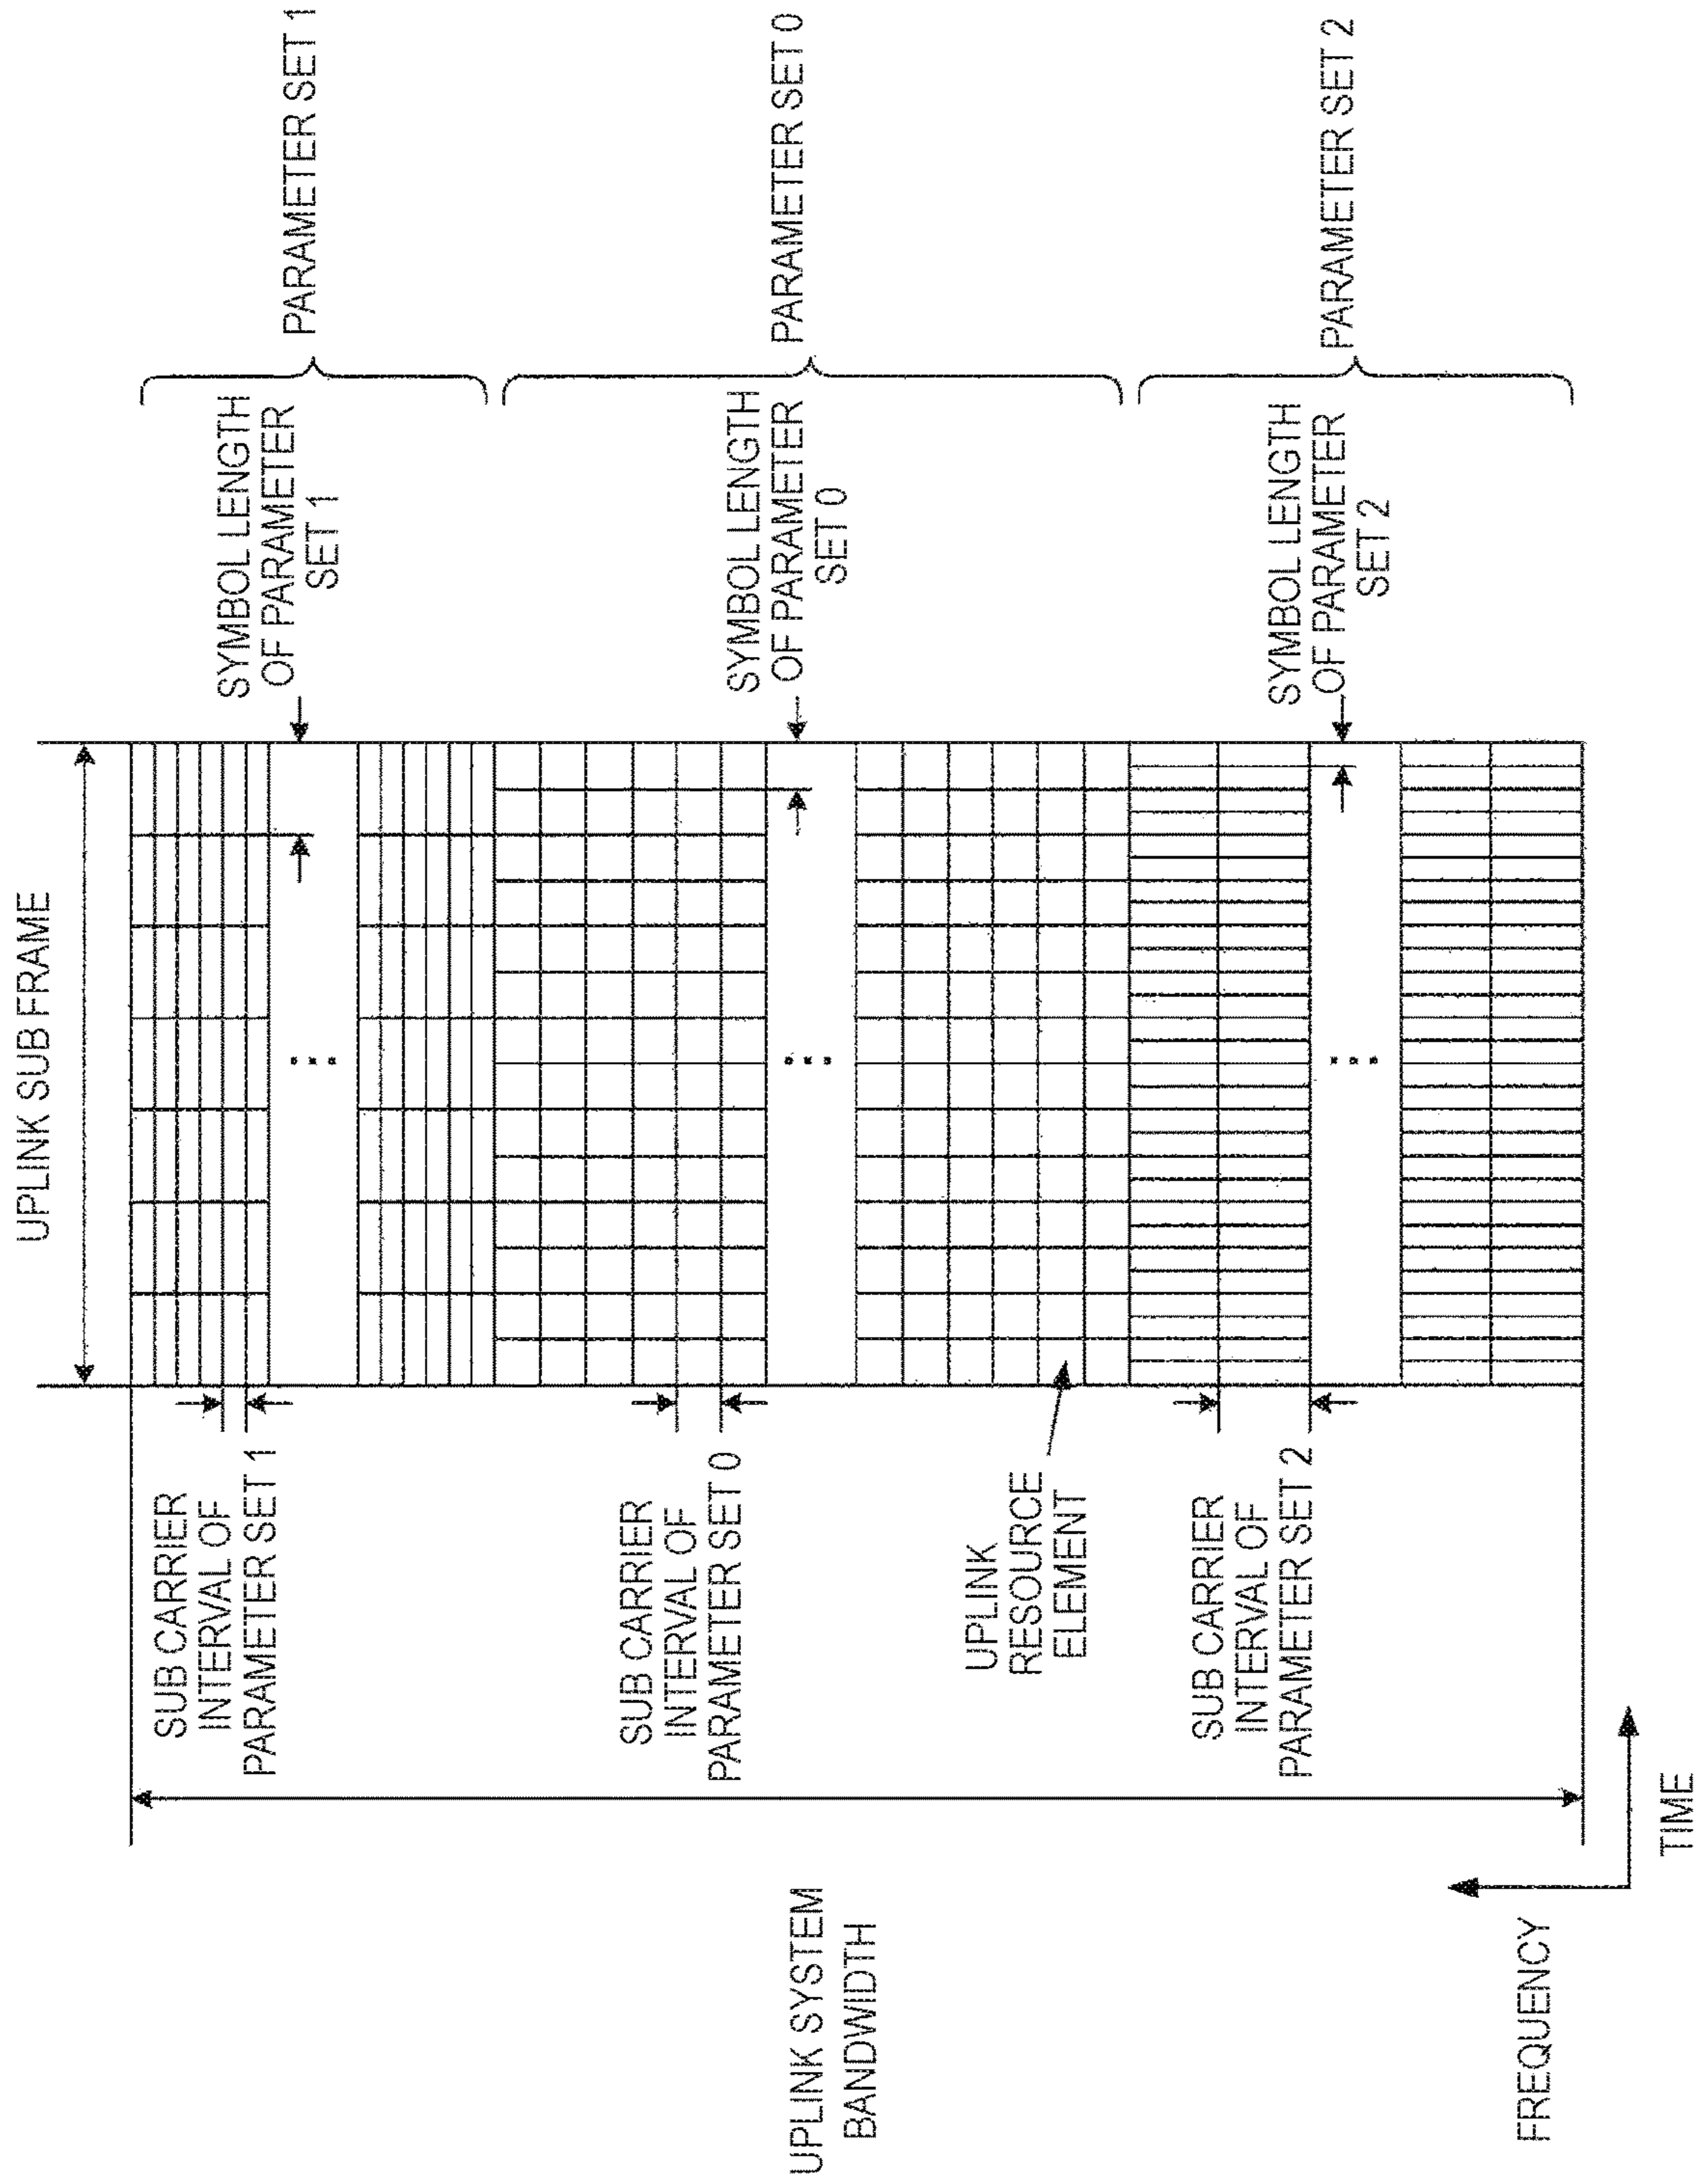 UPLINK SUB FRAME
SUB CARRIER
INTERVAL OF
PARAMETER SET 1
SYMBOL LENGTH
OF PARAMETER
SET 1
PARAMETER SET 1
UPLINK SYSTEM
BANDWIDTH
SUB CARRIER
INTERVAL OF
PARAMETER SET 0
SYMBOL LENGTH
OF PARAMETER
SET 0
PARAMETER SET 0
UPLINK
RESOURCE
ELEMENT
SUB CARRIER
INTERVAL OF
PARAMETER SET 2
SYMBOL LENGTH
OF PARAMETER
SET 2
PARAMETER SET 2
FREQUENCY
TIME